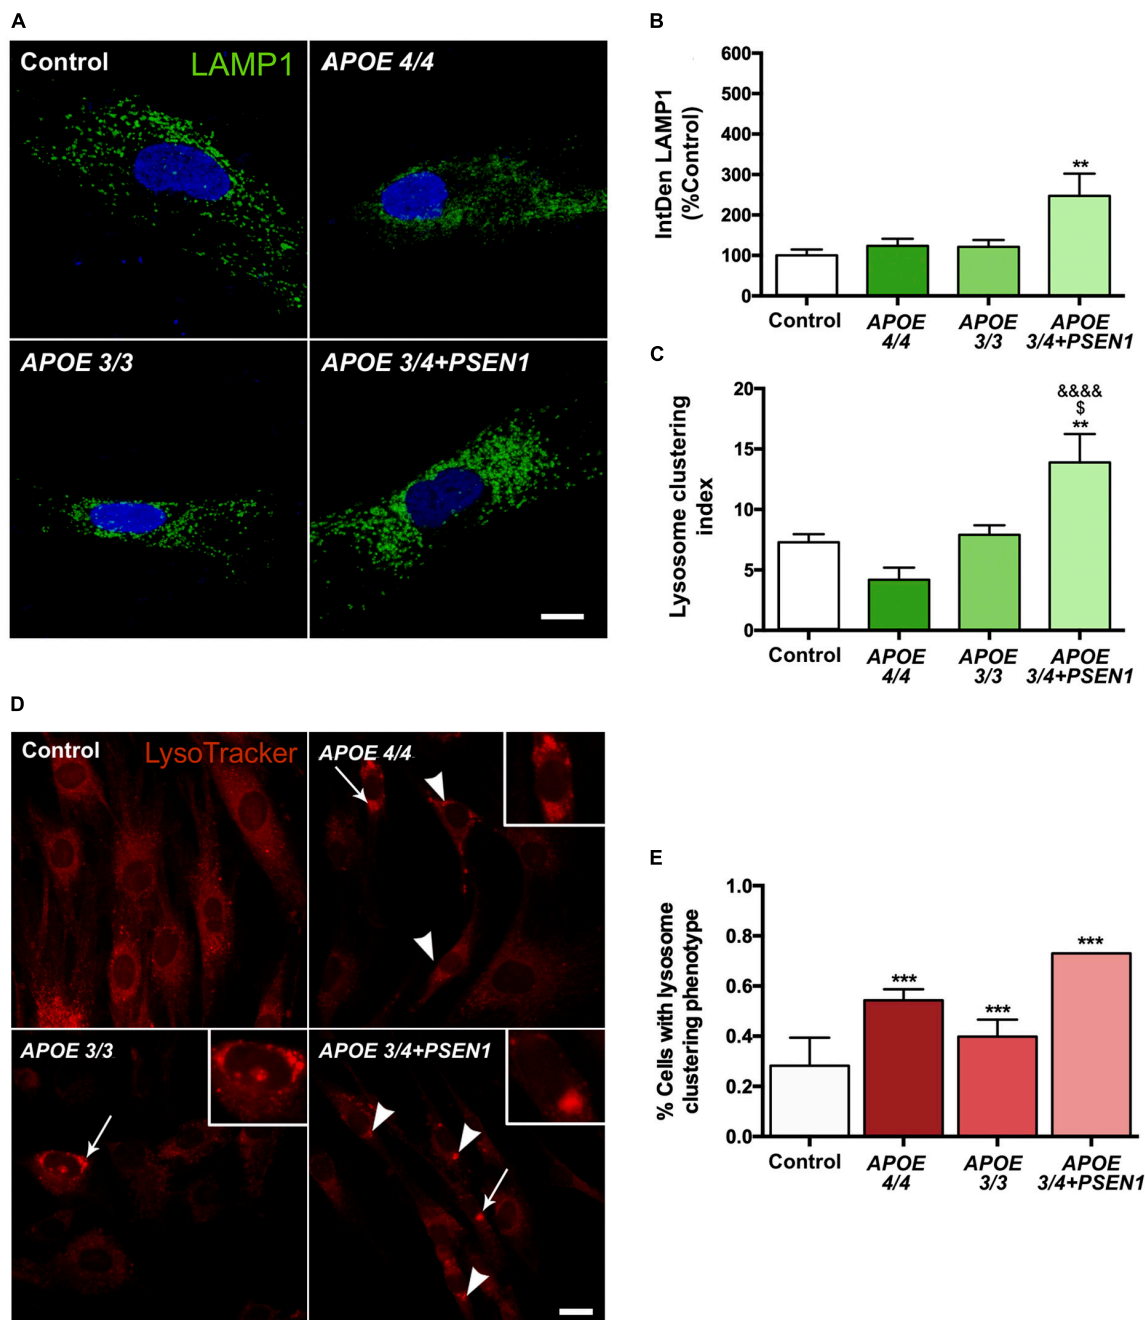 A
Control LAMP1
APOE 4/4
APOE 3/3
APOE 3/4+PSEN1
B
IntDen LAMP1
(%Control)
600
500
400
300
200
100
0
**
Control
APOE
4/4
APOE
3/3
APOE
3/4+PSEN1
C
Lysosome clustering
index
20
15
10
5
0
&&&&
$
**
Control
APOE
4/4
APOE
3/3
APOE
3/4+PSEN1
D
Control LysoTracker
APOE 4/4
APOE 3/3
APOE 3/4+PSEN1
E
% Cells with lysosome
clustering phenotype
1.0
0.8
0.6
0.4
0.2
0.0
***
***
***
Control
APOE
4/4
APOE
3/3
APOE
3/4+PSEN1